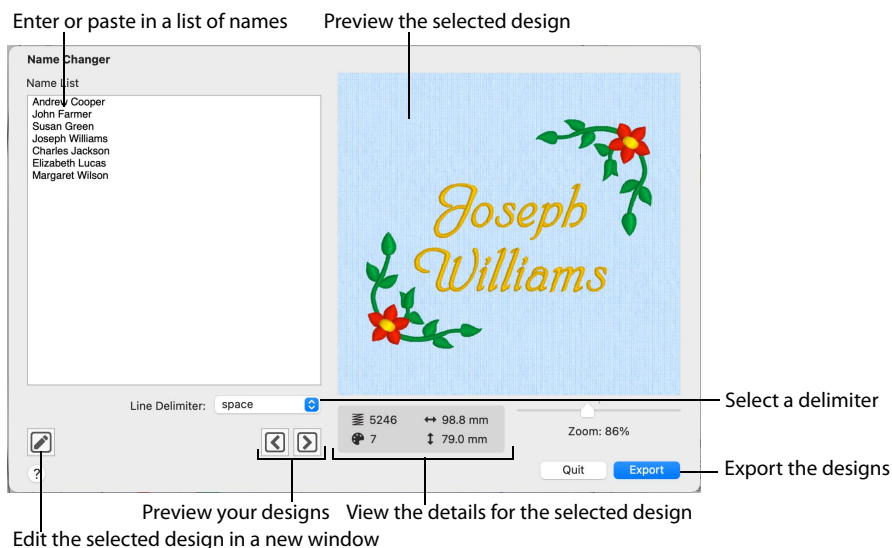 Enter or paste in a list of names
Preview the selected design
Name Changer
Name List
Andrew Cooper
John Farmer
Susan Green
Joseph Williams
Charles Jackson
Elizabeth Lucas
Margaret Wilson
Joseph
Williams
Line Delimiter: space
Select a delimiter
5246 98.8 mm
7 79.0 mm
Zoom: 86%
?
Quit Export
Export the designs
Preview your designs View the details for the selected design
Edit the selected design in a new window